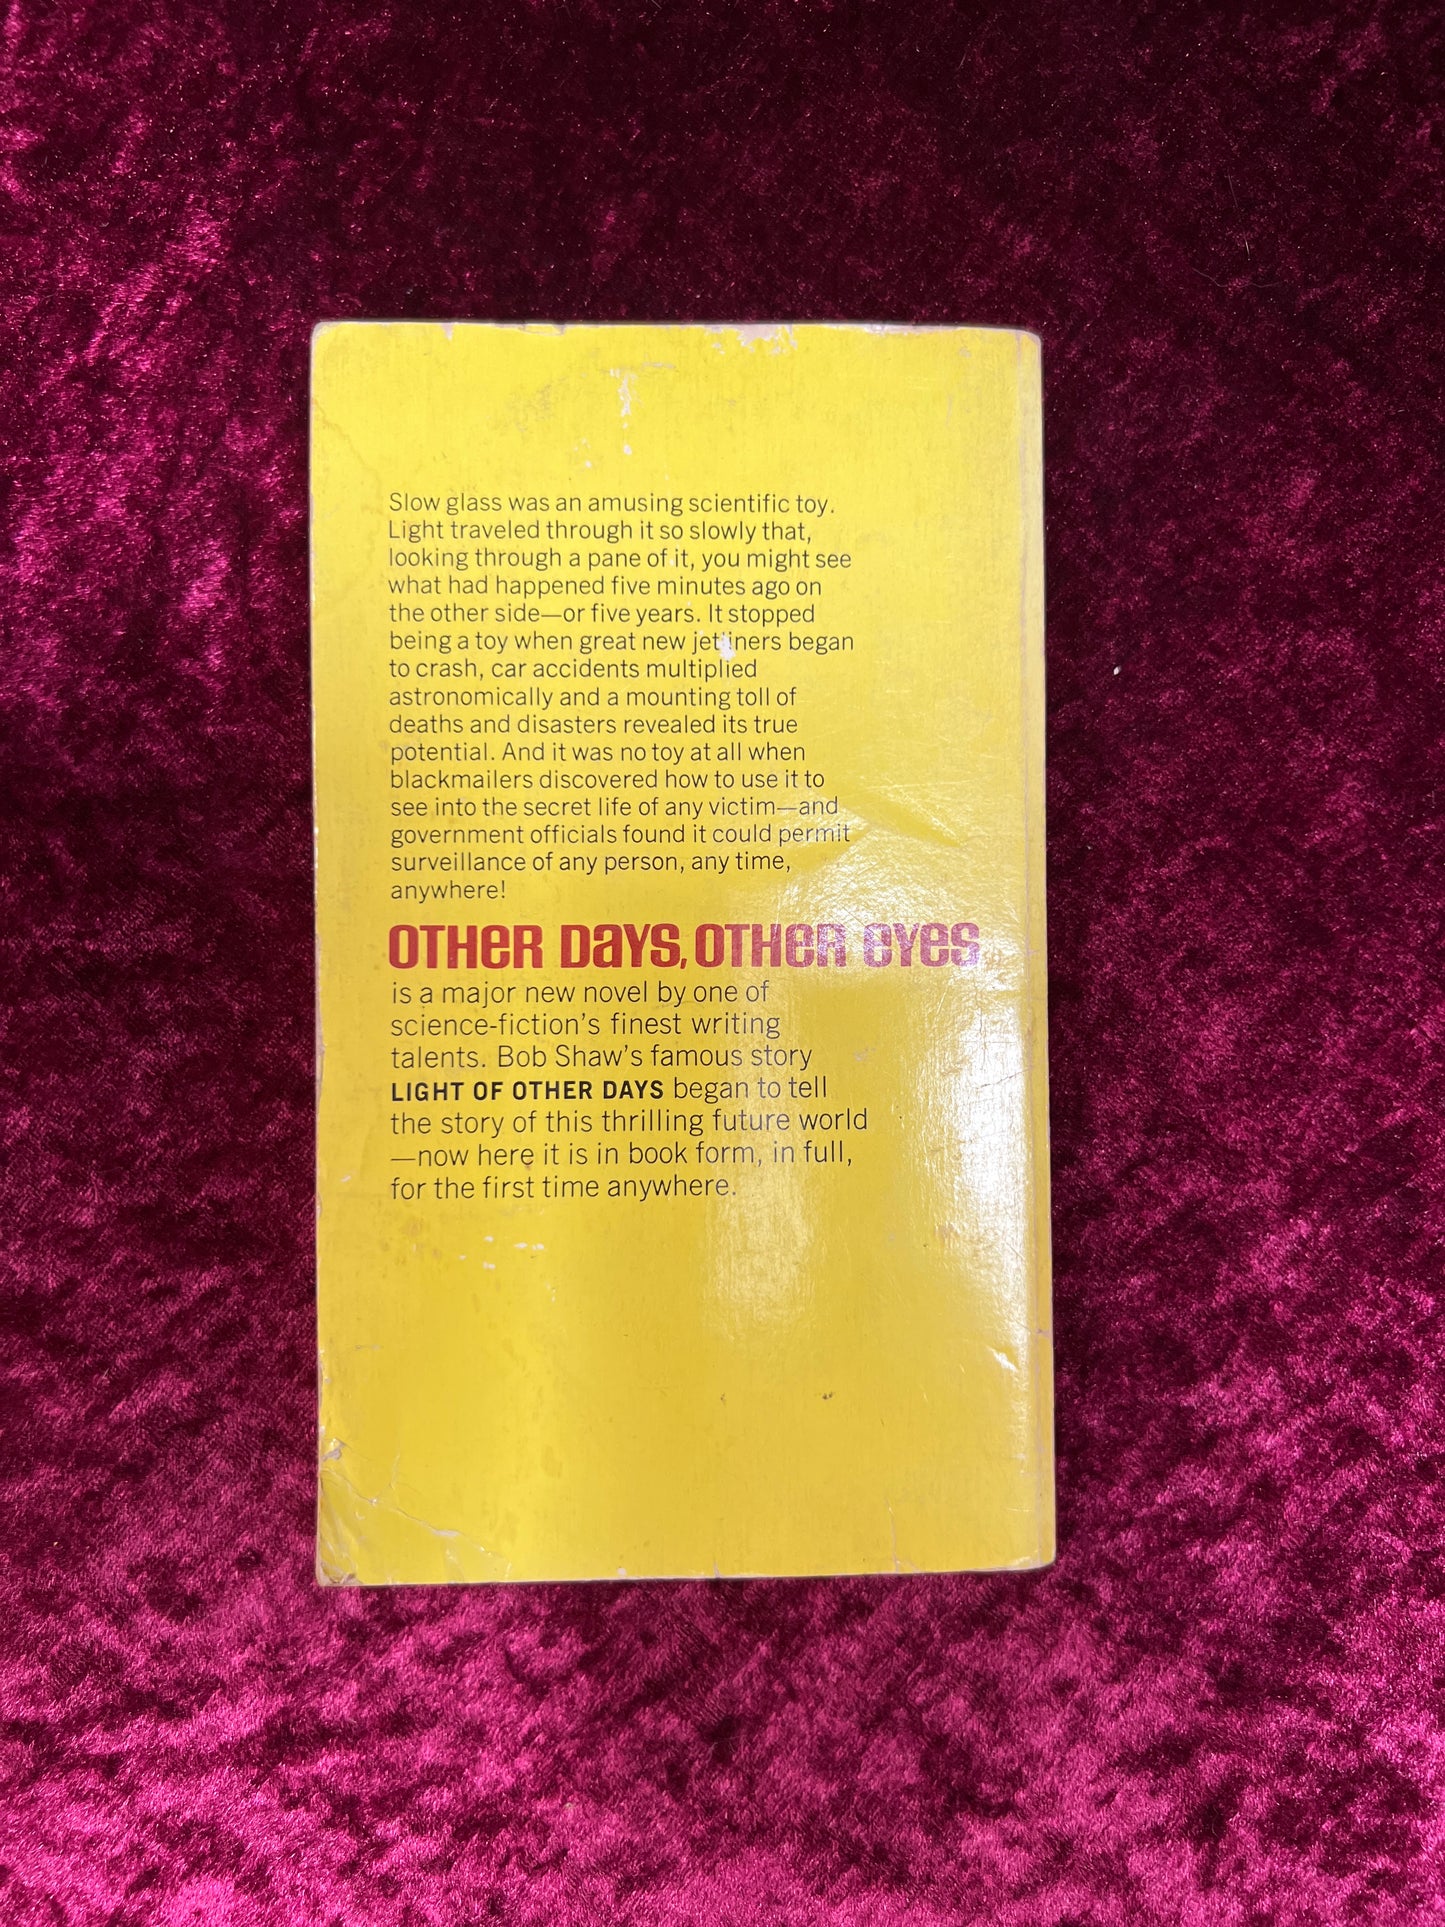 Slow glass was an amusing scientific toy.
Light traveled through it so slowly that,
looking through a pane of it, you might see
what had happened five minutes ago on
the other side—or five years. It stopped
being a toy when great new jetliners began
to crash, car accidents multiplied
astronomically and a mounting toll of
deaths and disasters revealed its true
potential. And it was no toy at all when
blackmailers discovered how to use it to
see into the secret life of any victim—and
government officials found it could permit
surveillance of any person, any time,
anywhere!
OTHER DAYS, OTHER EYES
is a major new novel by one of
science-fiction's finest writing
talents. Bob Shaw's famous story
LIGHT OF OTHER DAYS began to tell
the story of this thrilling future world
—now here it is in book form, in full,
for the first time anywhere.